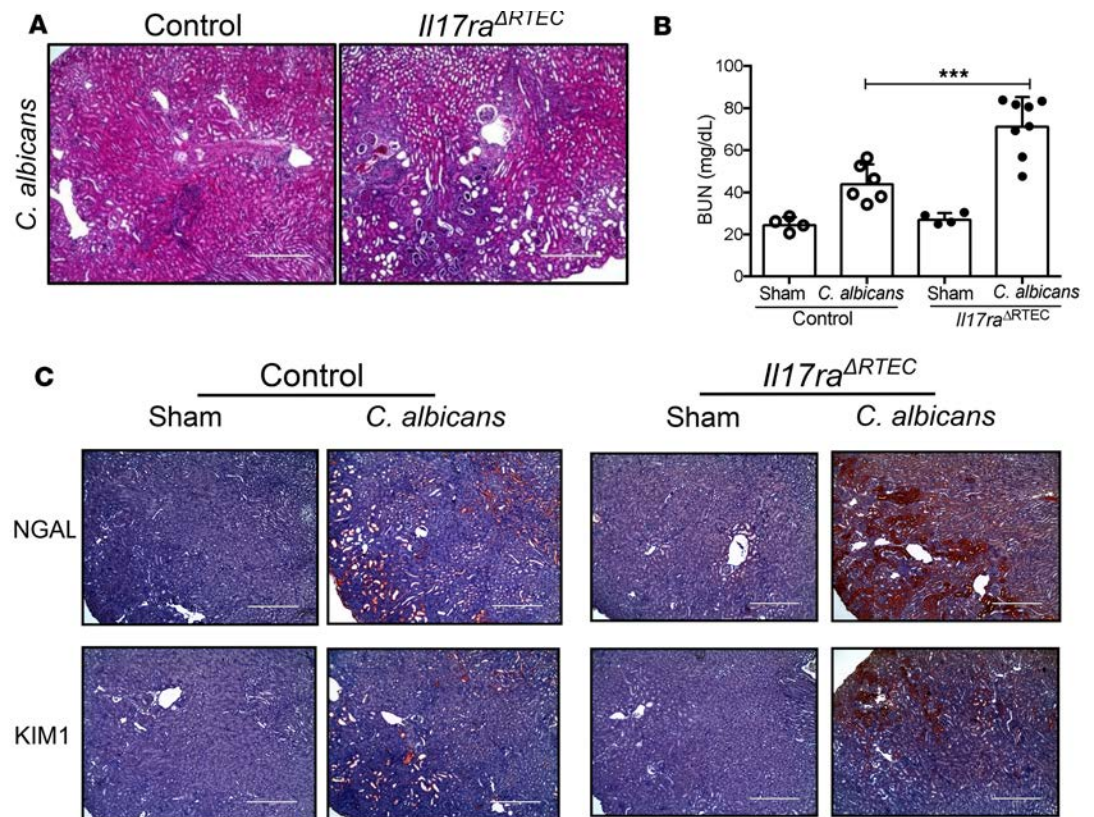 A
Control
Il17raΔRTEC
C. albicans
B
BUN (mg/dL)
100
80
60
40
20
0
***
Sham
C. albicans
Sham
C. albicans
Control
Il17raΔRTEC
C
Control
Il17raΔRTEC
Sham
C. albicans
Sham
C. albicans
NGAL
KIM1